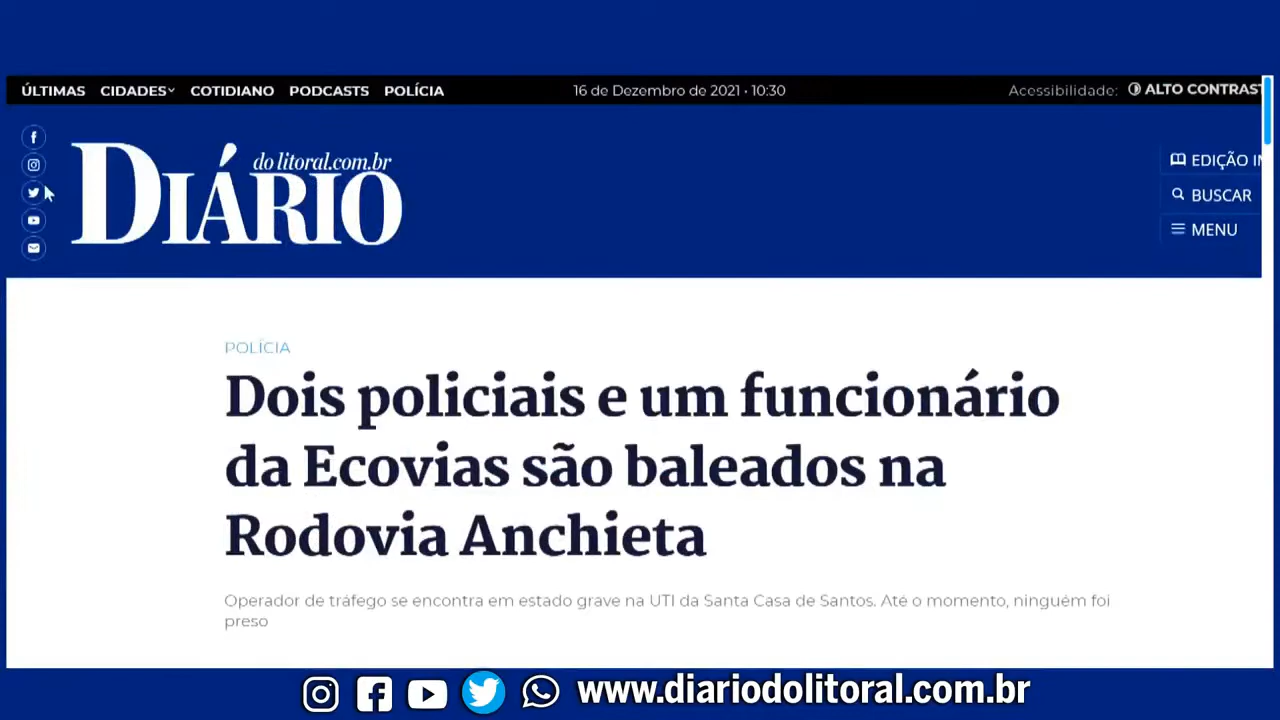 ÚLTIMAS CIDADES COTIDIANO PODCASTS POLÍCIA 16 de Dezembro de 2021 • 10:30 Acessibilidade: ALTO CONTRAST
do litoral.com.br
DIÁRIO
EDIÇÃO
BUSCAR
MENU
POLÍCIA
Dois policiais e um funcionário
da Ecovias são baleados na
Rodovia Anchieta
Operador de tráfego se encontra em estado grave na UTI da Santa Casa de Santos. Até o momento, ninguém foi
preso
www.diariodolitoral.com.br